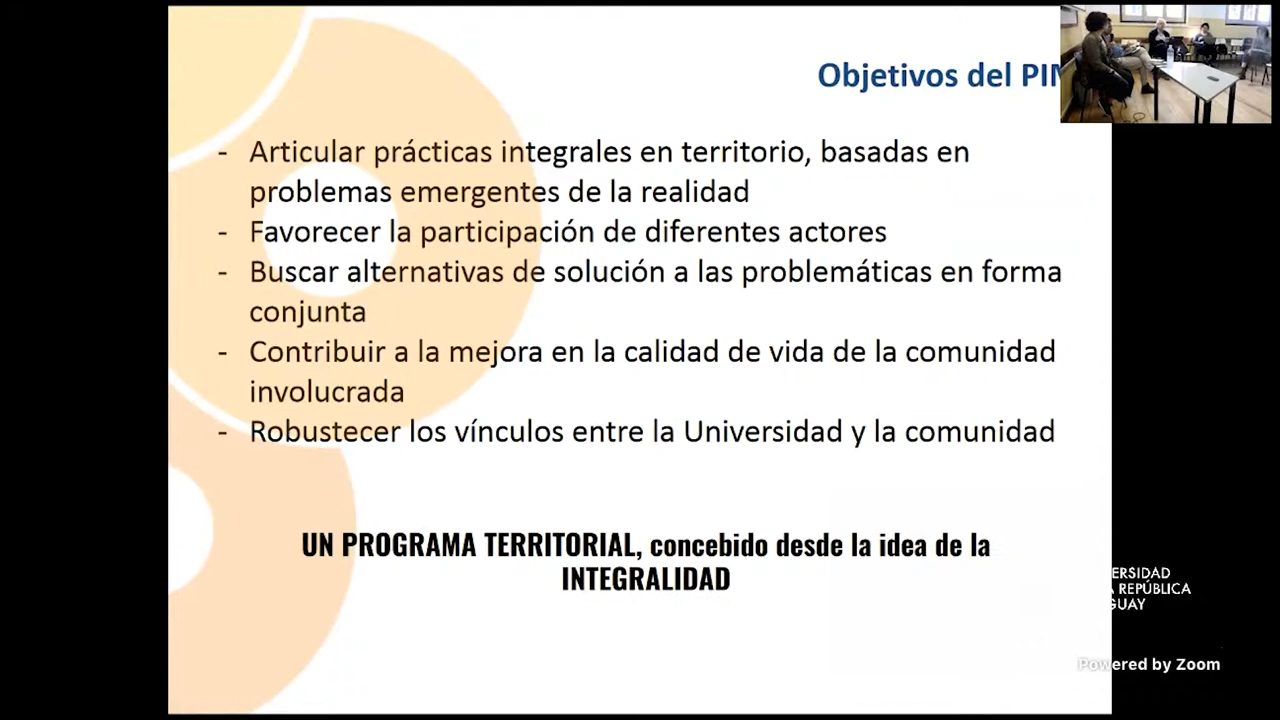 Objetivos del PIM
- Articular prácticas integrales en territorio, basadas en
problemas emergentes de la realidad
- Favorecer la participación de diferentes actores
- Buscar alternativas de solución a las problemáticas en forma
conjunta
- Contribuir a la mejora en la calidad de vida de la comunidad
involucrada
- Robustecer los vínculos entre la Universidad y la comunidad
UN PROGRAMA TERRITORIAL, concebido desde la idea de la
INTEGRALIDAD
ERSIDAD
A REPÚBLICA
GUAY
Powered by Zoom